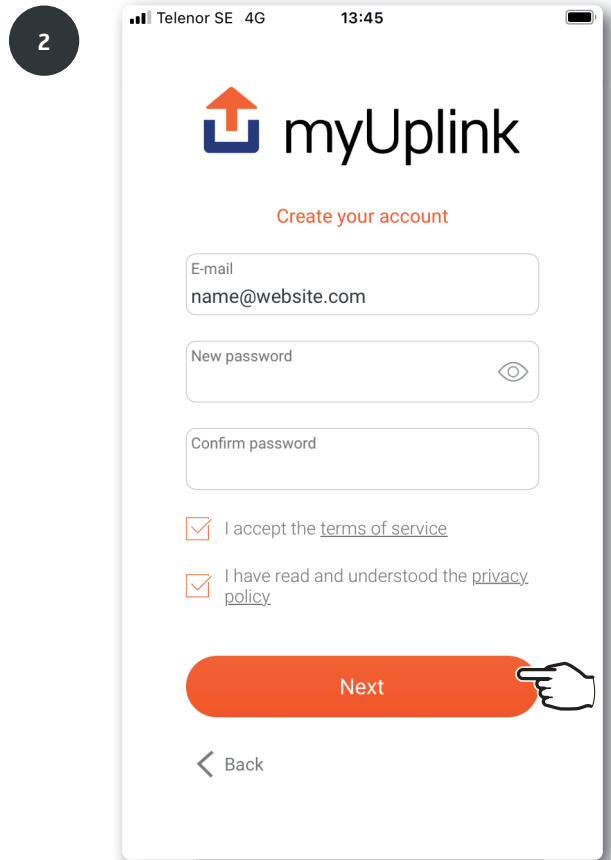 2
Telenor SE 4G 13:45
myUplink
Create your account
E-mail
name@website.com
New password
Confirm password
I accept the terms of service
I have read and understood the privacy
policy
Next
Back